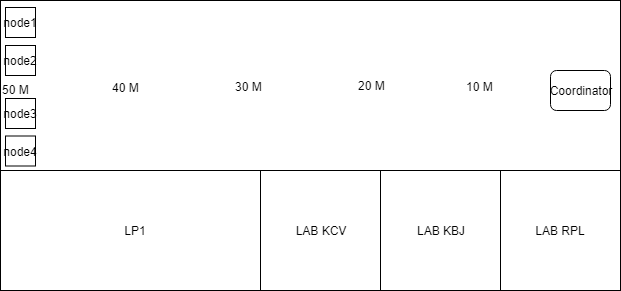 node1
node2
50 M
40 M
30 M
20 M
10 M
Coordinator
node3
node4
LP1
LAB KCV
LAB KBJ
LAB RPL